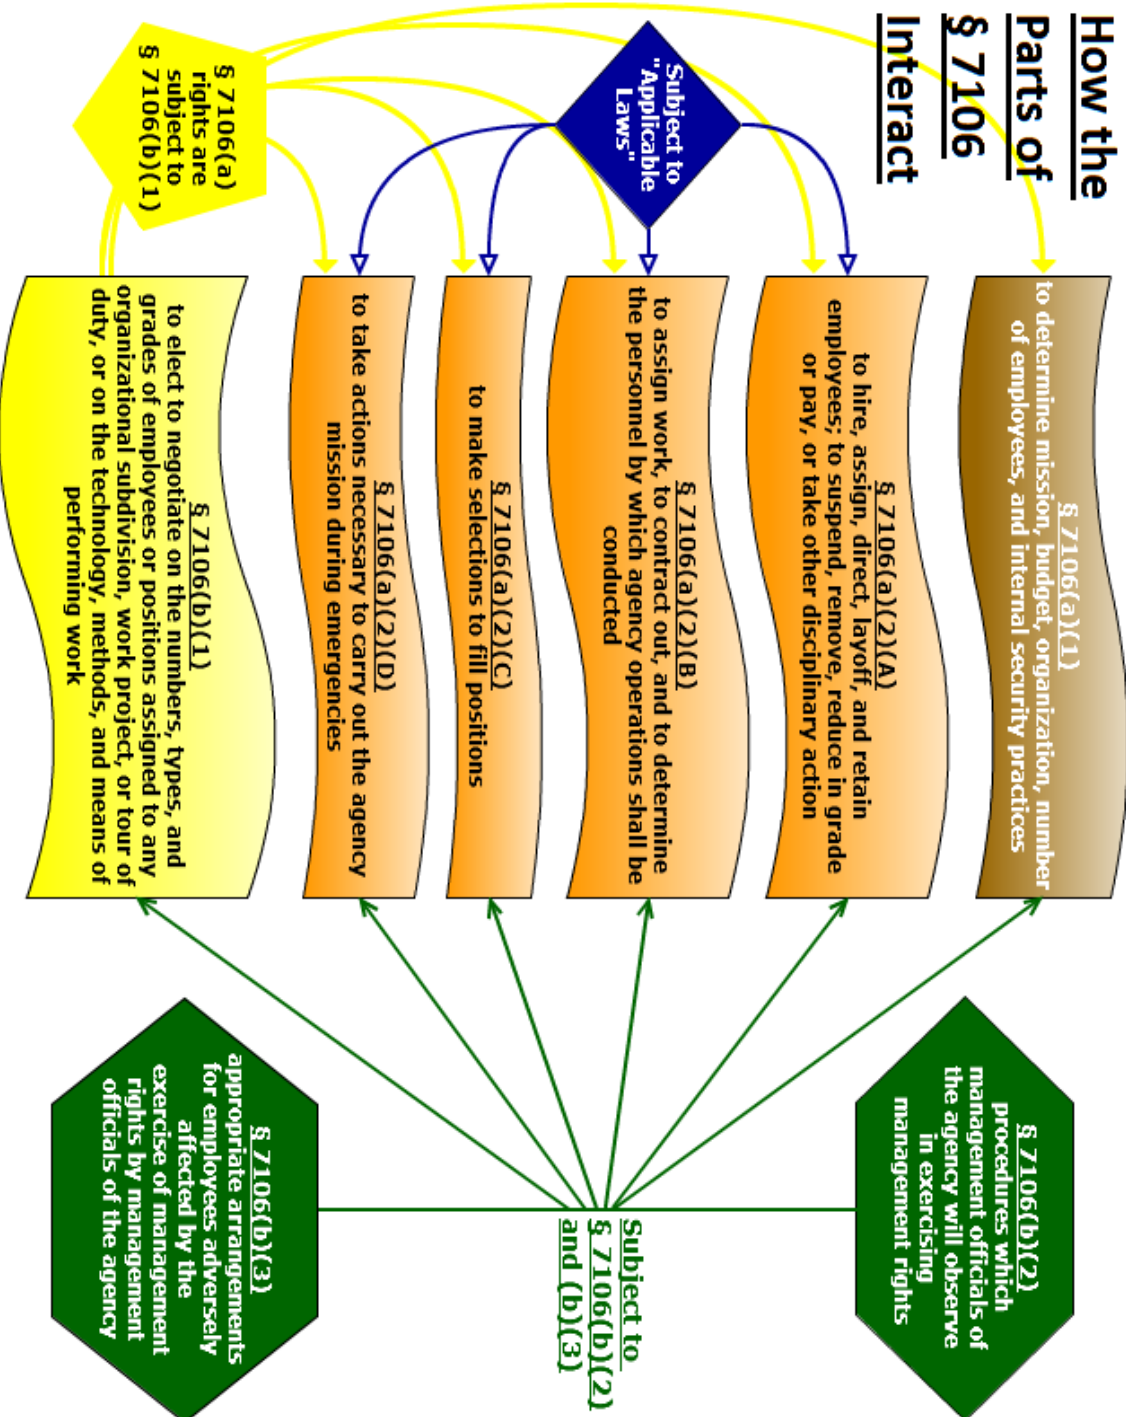 How the
Parts of
§ 7106
Interact
Subject to
"Applicable
Laws"
§ 7106(a)
rights are
subject to
§ 7106(b)(1)
§ 7106(a)(1)
to determine mission, budget, organization, number
of employees, and internal security practices
§ 7106(a)(2)(A)
to hire, assign, direct, layoff, and retain
employees; to suspend, remove, reduce in grade
or pay, or take other disciplinary action
§ 7106(a)(2)(B)
to assign work, to contract out, and to determine
the personnel by which agency operations shall be
conducted
§ 7106(a)(2)(C)
to make selections to fill positions
§ 7106(a)(2)(D)
to take actions necessary to carry out the agency
mission during emergencies
§ 7106(b)(1)
to elect to negotiate on the numbers, types, and
grades of employees or positions assigned to any
organizational subdivision, work project, or tour of
duty, or on the technology, methods, and means of
performing work
§ 7106(b)(2)
procedures which
management officials of
the agency will observe
in exercising
management rights
Subject to
§ 7106(b)(2)
and (b)(3)
§ 7106(b)(3)
appropriate arrangements
for employees adversely
affected by the
exercise of management
rights by management
officials of the agency